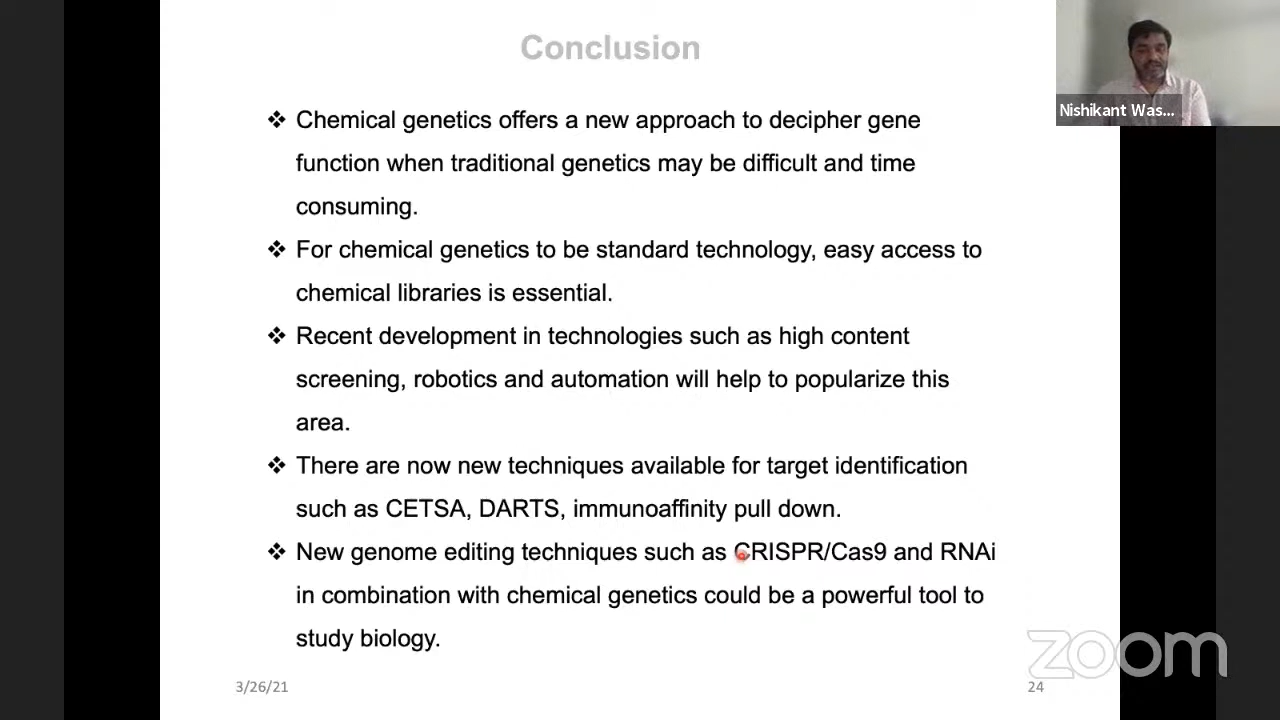 Conclusion
Nishikant Was...
❖ Chemical genetics offers a new approach to decipher gene
function when traditional genetics may be difficult and time
consuming.
❖ For chemical genetics to be standard technology, easy access to
chemical libraries is essential.
❖ Recent development in technologies such as high content
screening, robotics and automation will help to popularize this
area.
❖ There are now new techniques available for target identification
such as CETSA, DARTS, immunoaffinity pull down.
❖ New genome editing techniques such as CRISPR/Cas9 and RNAi
in combination with chemical genetics could be a powerful tool to
study biology.
zoom
3/26/21
24